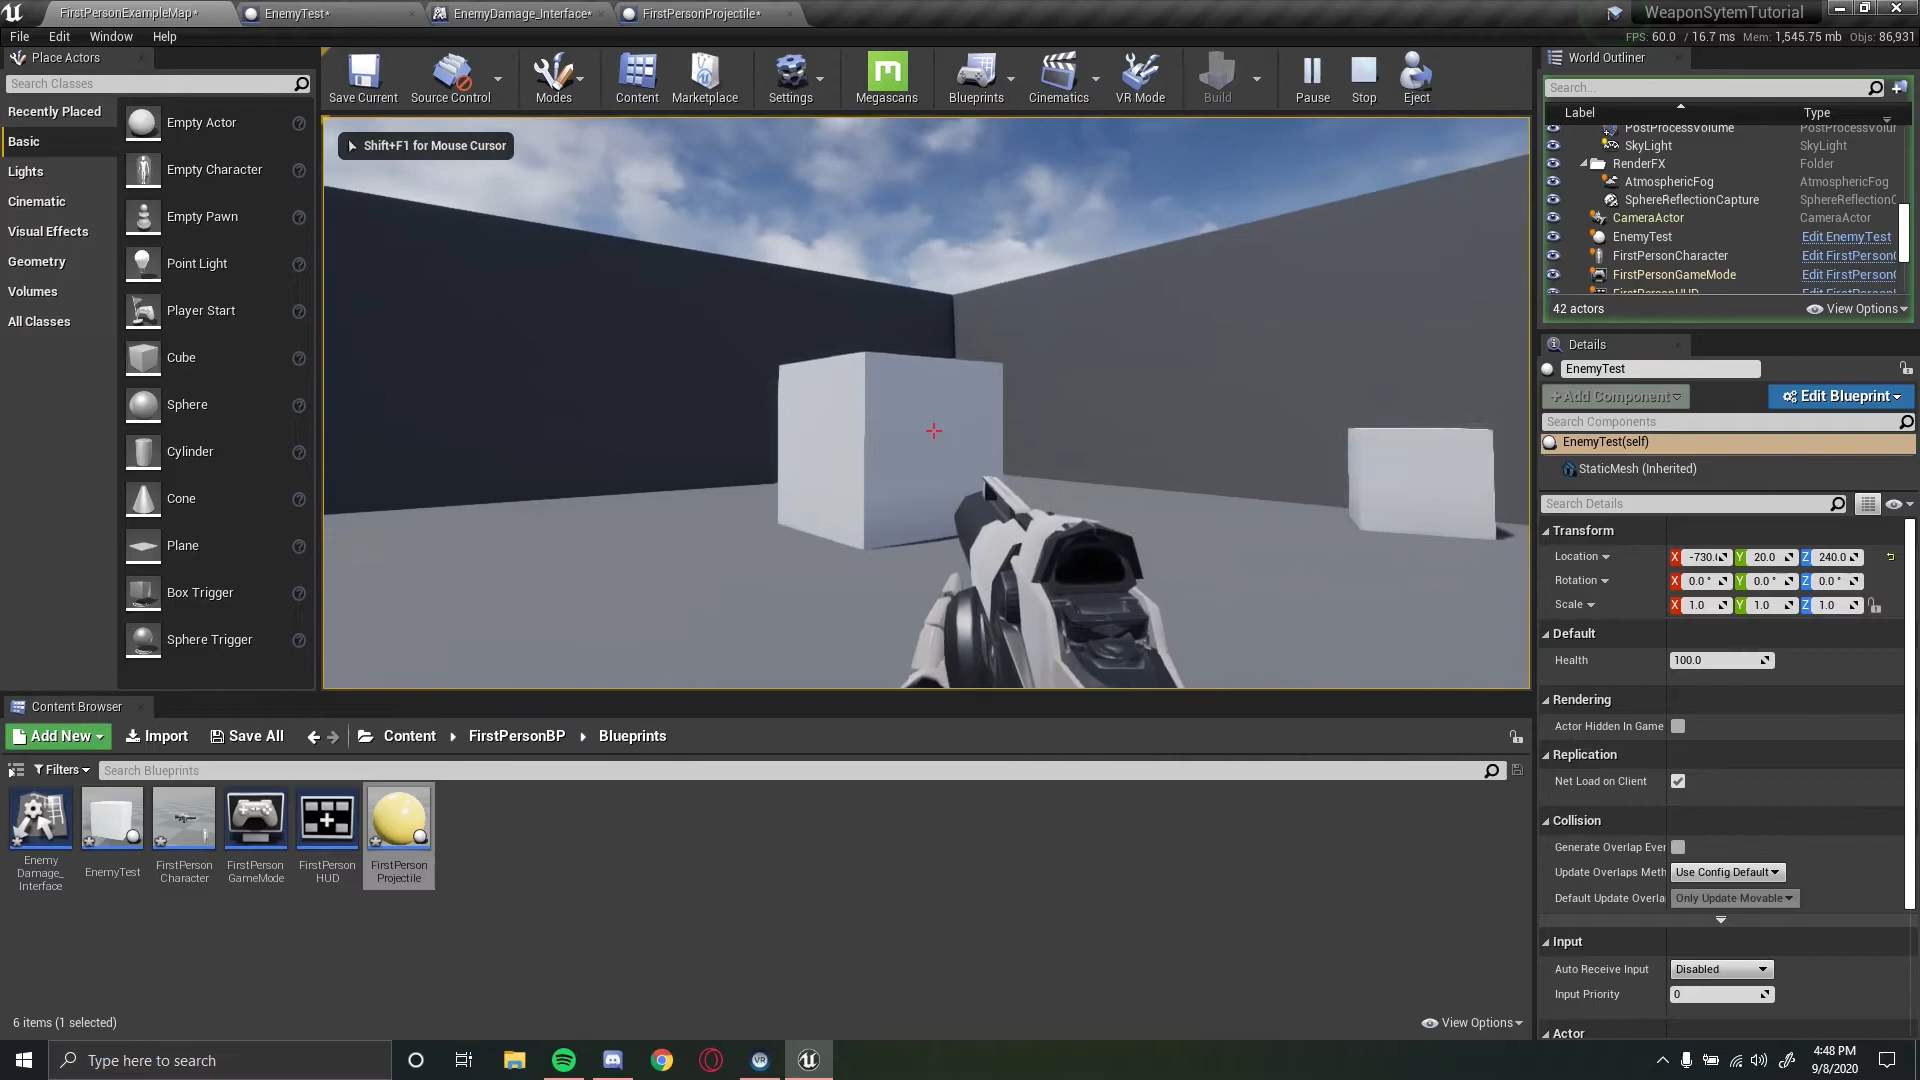 FirstPersonExampleMap*
EnemyTest*
EnemyDamage_Interface*
FirstPersonProjectile*
WeaponSytemTutorial
File Edit Window Help
FPS: 60.0 / 16.7 ms Mem: 1,545.75 mb Objs: 86,931
Place Actors
Search Classes
Recently Placed
Basic
Lights
Cinematic
Visual Effects
Geometry
Volumes
All Classes
Empty Actor
Empty Character
Empty Pawn
Point Light
Player Start
Cube
Sphere
Cylinder
Cone
Plane
Box Trigger
Sphere Trigger
Save Current
Source Control
Modes
Content
Marketplace
Settings
Megascans
Blueprints
Cinematics
VR Mode
Build
Pause
Stop
Eject
Shift+F1 for Mouse Cursor
World Outliner
Search...
Label Type
PostProcessVolume PostProcessVolur
SkyLight SkyLight
RenderFX Folder
AtmosphericFog AtmosphericFog
SphereReflectionCapture SphereReflectionC
CameraActor CameraActor
EnemyTest Edit EnemyTest
FirstPersonCharacter Edit FirstPerson(
FirstPersonGameMode Edit FirstPerson(
FirstPersonHUD
42 actors
View Options
Details
EnemyTest
+Add Component
Edit Blueprint
Search Components
EnemyTest(self)
StaticMesh (Inherited)
Search Details
Transform
Location X -730.( Y 20.0 Z 240.0
Rotation X 0.0 ° Y 0.0 ° Z 0.0 °
Scale X 1.0 Y 1.0 Z 1.0
Default
Health 100.0
Rendering
Actor Hidden In Game
Replication
Net Load on Client
Collision
Generate Overlap Ever
Update Overlaps Meth Use Config Default
Default Update Overla Only Update Movable
Input
Auto Receive Input Disabled
Input Priority 0
Actor
Content Browser
Add New
Import
Save All
Content
FirstPersonBP
Blueprints
Filters
Search Blueprints
Enemy
Damage_
Interface
EnemyTest
FirstPerson
Character
FirstPerson
GameMode
FirstPerson
HUD
FirstPerson
Projectile
6 items (1 selected)
View Options
Type here to search
4:48 PM
9/8/2020